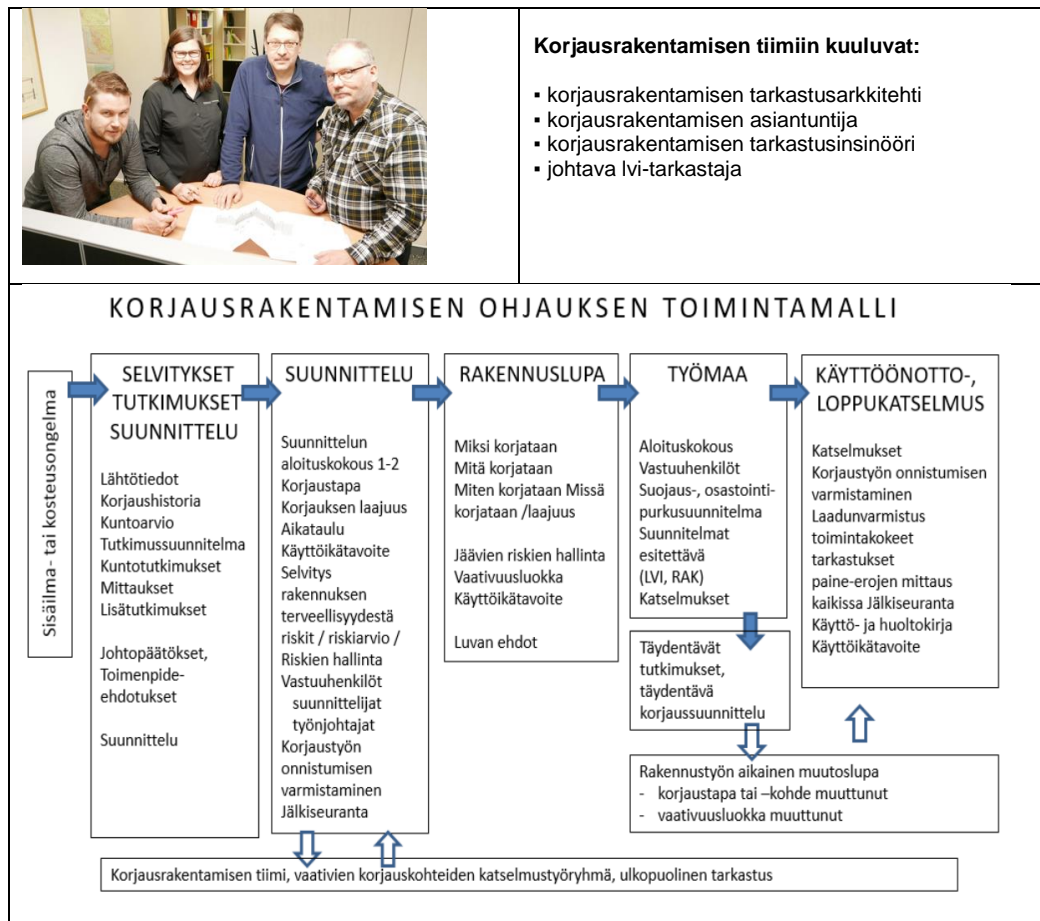 Korjausrakentamisen tiimiin kuuluvat:
▪ korjausrakentamisen tarkastusarkkitehti
▪ korjausrakentamisen asiantuntija
▪ korjausrakentamisen tarkastusinsinööri
▪ johtava lvi-tarkastaja
KORJAUSRAKENTAMISEN OHJAUKSEN TOIMINTAMALLI
Sisäilma- tai kosteusongelma
SELVITYKSET
TUTKIMUKSET
SUUNNITTELU
Lähtötiedot
Korjaushistoria
Kuntoarvio
Tutkimussuunnitelma
Kuntotutkimukset
Mittaukset
Lisätutkimukset
Johtopäätökset,
Toimenpide-
ehdotukset
Suunnittelu
SUUNNITTELU
Suunnittelun
aloituskokous 1-2
Korjaustapa
Korjauksen laajuus
Aikataulu
Käyttöikätavoite
Selvitys
rakennuksen
terveellisyydestä
riskit / riskiarvio /
Riskien hallinta
Vastuuhenkilöt
suunnittelijat
työnjohtajat
Korjaustyön
onnistumisen
varmistaminen
Jälkiseuranta
RAKENNUSLUPA
Miksi korjataan
Mitä korjataan
Miten korjataan Missä
korjataan /laajuus
Jäävien riskien hallinta
Vaativuusluokka
Käyttöikätavoite
Luvan ehdot
TYÖMAA
Aloituskokous
Vastuuhenkilöt
Suojaus-, osastointi-
purkusuunnitelma
Suunnitelmat
esitettävä
(LVI, RAK)
Katselmukset
Täydentävät
tutkimukset,
täydentävä
korjaussuunnittelu
Rakennustyön aikainen muutoslupa
- korjaustapa tai –kohde muuttunut
- vaativuusluokka muuttunut
KÄYTTÖÖNOTTO-,
LOPPUKATSELMUS
Katselmukset
Korjaustyön onnistumisen
varmistaminen
Laadunvarmistus
toimintakokeet
tarkastukset
paine-erojen mittaus
kaikissa Jälkiseuranta
Käyttö- ja huoltokirja
Käyttöikätavoite
Korjausrakentamisen tiimi, vaativien korjauskohteiden katselmustyöryhmä, ulkopuolinen tarkastus